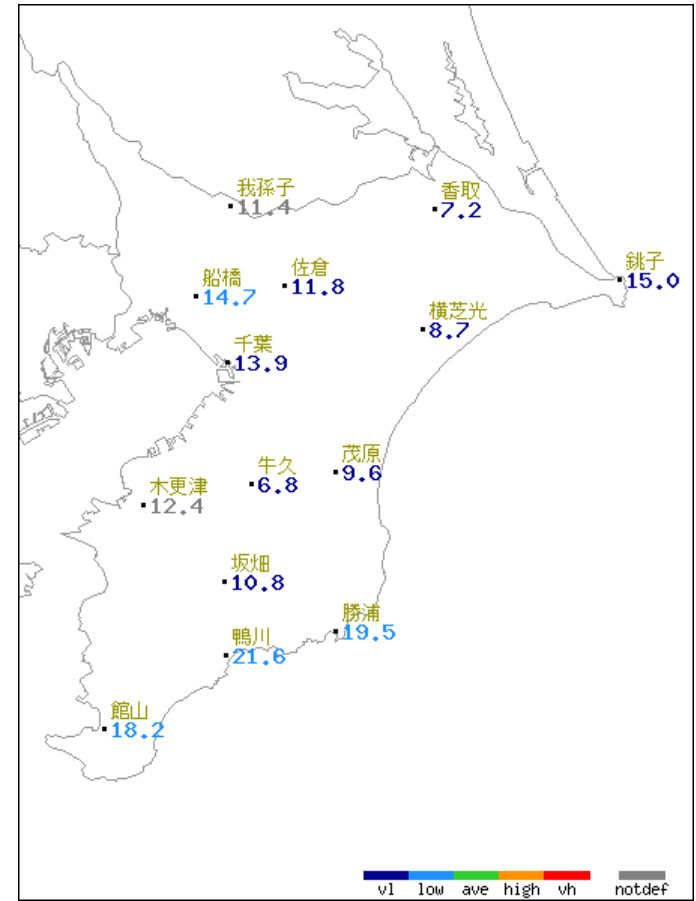 我孫子
11.4
香取
7.2
船橋
14.7
佐倉
11.8
銚子
15.0
横芝光
8.7
千葉
13.9
茂原
9.6
牛久
6.8
木更津
12.4
坂畑
10.8
勝浦
19.5
鴨川
21.6
館山
18.2
vl low ave high vh notdef